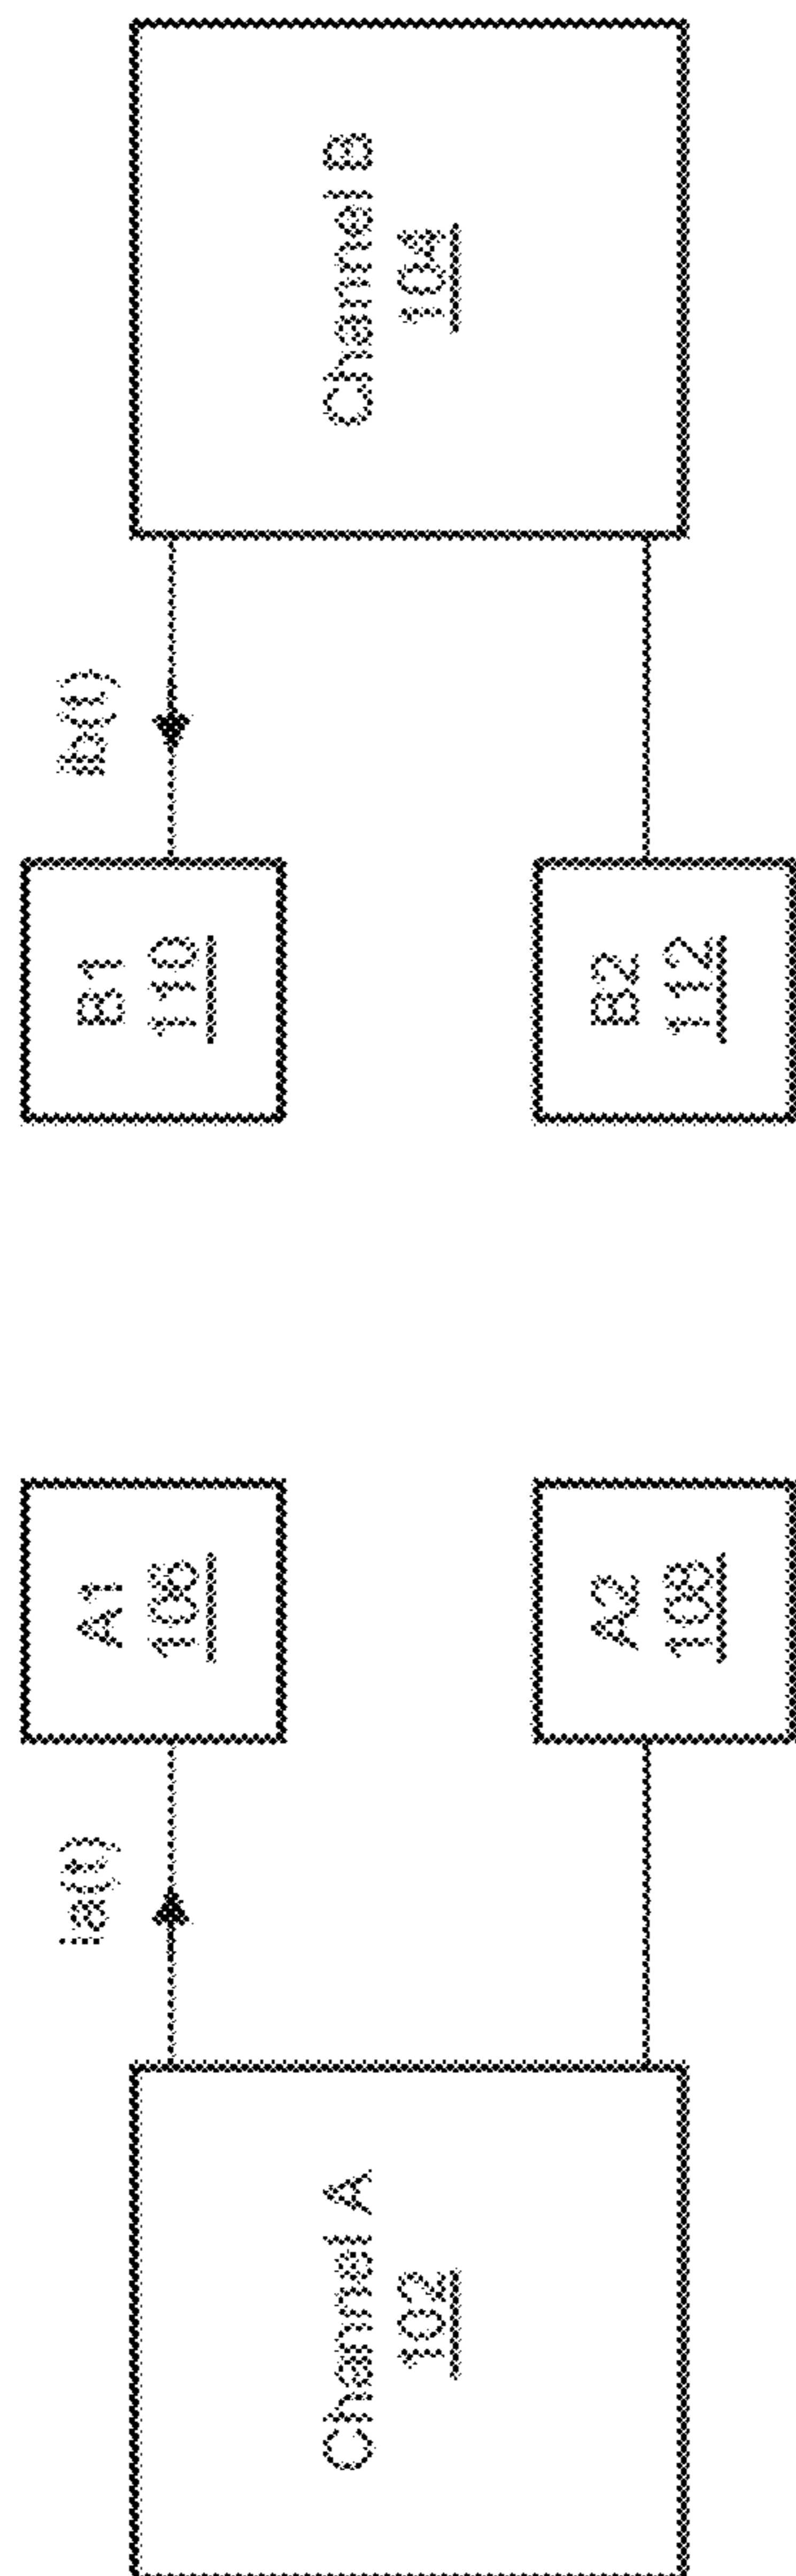 ia(t)
ib(t)
A1
106
B1
110
Channel A
102
Channel B
104
A2
108
B2
112